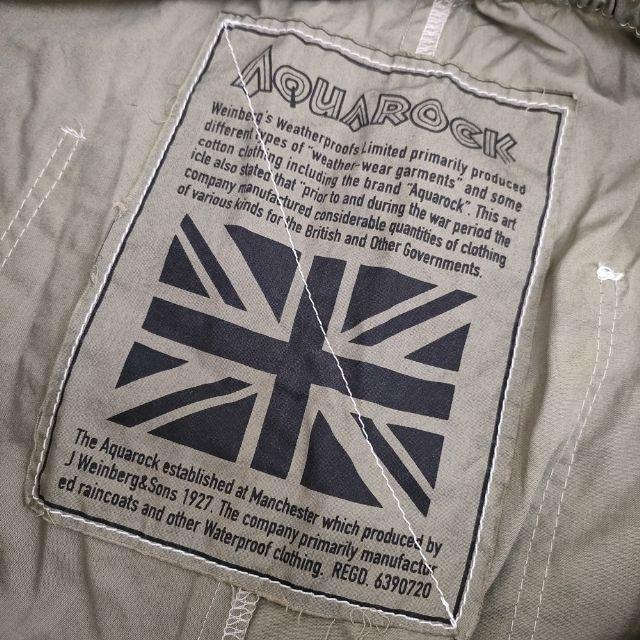 AQUAROCK
Weinberg's Weatherproofs Limited primarily produced
different types of "Weather-wear garments" and some
cotton clothing including the brand "Aquarock". This art
icle also stated that "Prior to and during the war period the
company manufactured considerable quantities of clothing
of various kinds for the British and Other Governments.
The Aquarock established at Manchester which produced by
J Weinberg&Sons 1927. The company primarily manufactur
ed raincoats and other Waterproof clothing. REGD. 6390720